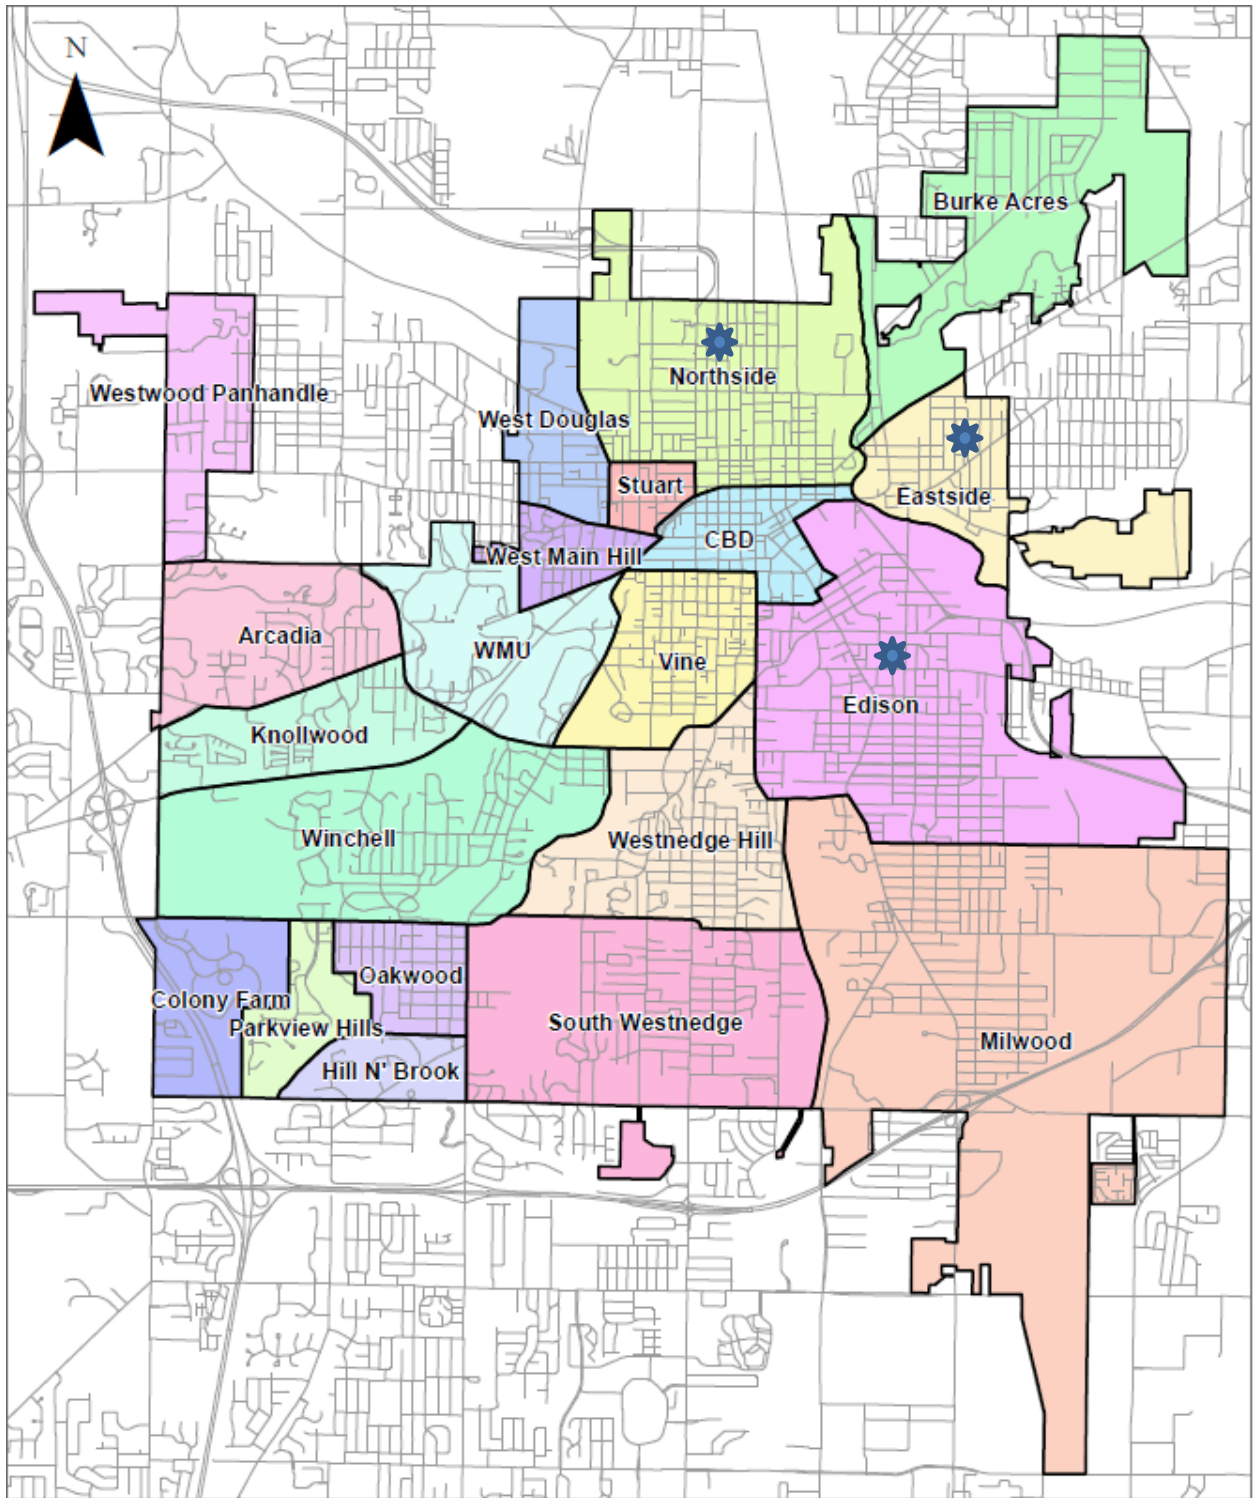 N
Burke Acres
Northside
Westwood Panhandle
West Douglas
Stuart
Eastside
CBD
West Main Hill
Arcadia
WMU
Vine
Edison
Knollwood
Winchell
Westnedge Hill
Oakwood
Colony Farm
Parkview Hills
South Westnedge
Milwood
Hill N' Brook